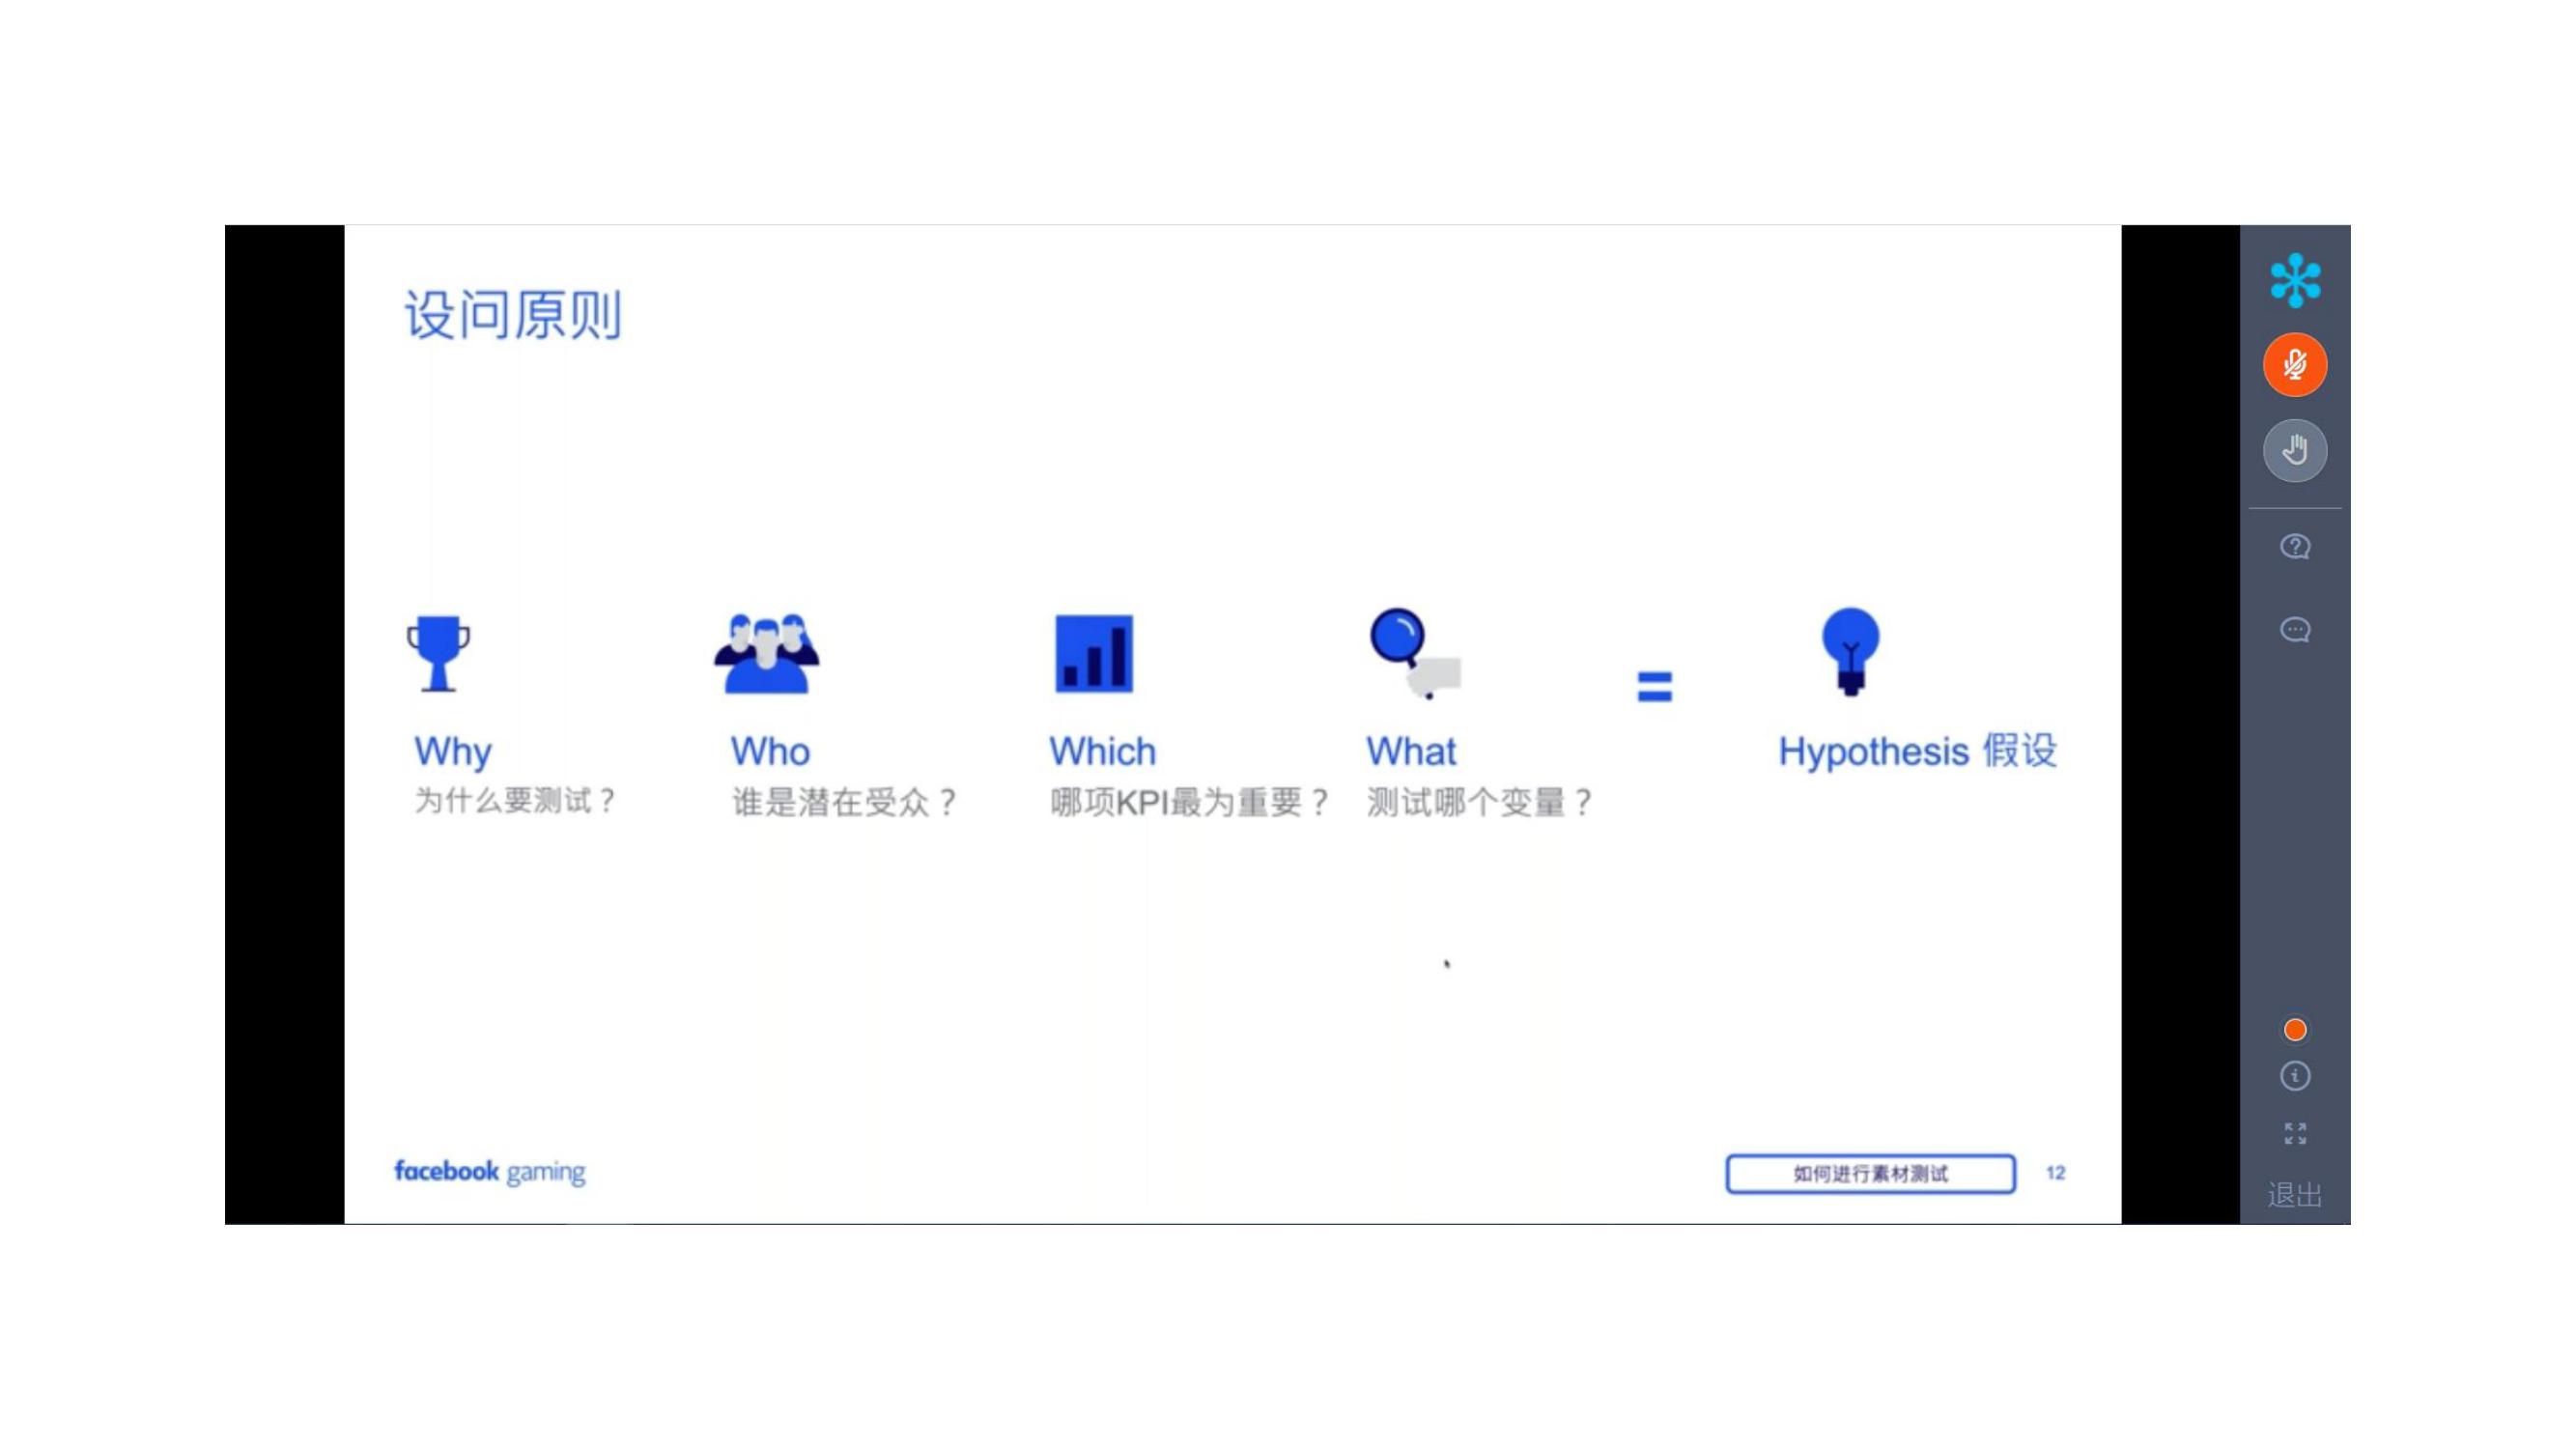 设问原则
Why
为什么要测试？
Who
谁是潜在受众？
Which
哪项KPI最为重要？
What
测试哪个变量？
=
Hypothesis 假设
facebook gaming
如何进行素材测试
12
退出